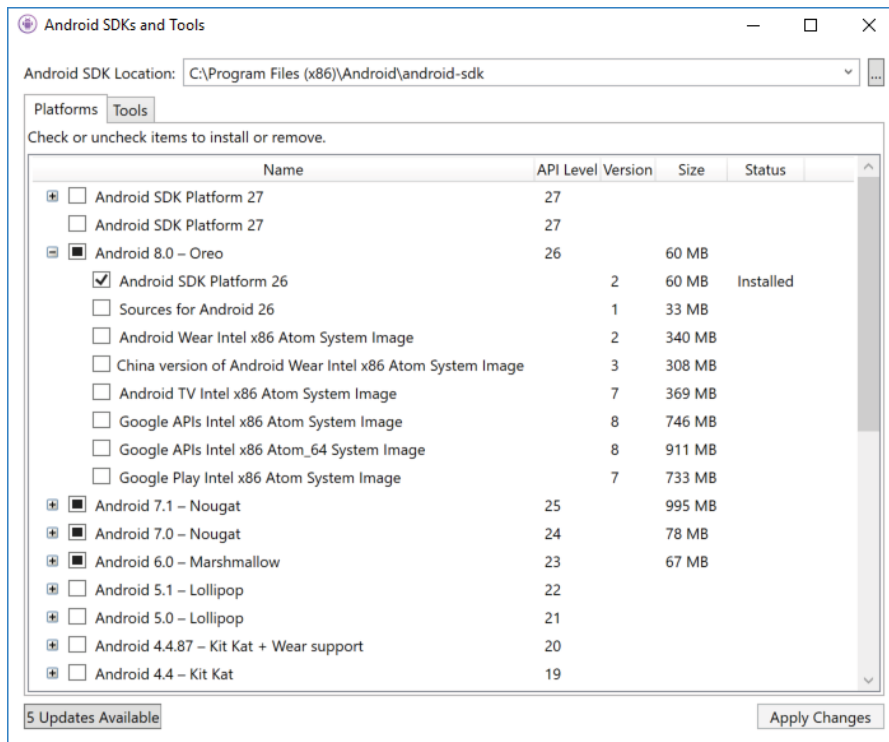 Android SDKs and Tools
Android SDK Location: C:\Program Files (x86)\Android\android-sdk ...
Platforms Tools
Check or uncheck items to install or remove.
Name API Level Version Size Status
Android SDK Platform 27 27
Android SDK Platform 27 27
Android 8.0 – Oreo 26 60 MB
Android SDK Platform 26 2 60 MB Installed
Sources for Android 26 1 33 MB
Android Wear Intel x86 Atom System Image 2 340 MB
China version of Android Wear Intel x86 Atom System Image 3 308 MB
Android TV Intel x86 Atom System Image 7 369 MB
Google APIs Intel x86 Atom System Image 8 746 MB
Google APIs Intel x86 Atom_64 System Image 8 911 MB
Google Play Intel x86 Atom System Image 7 733 MB
Android 7.1 – Nougat 25 995 MB
Android 7.0 – Nougat 24 78 MB
Android 6.0 – Marshmallow 23 67 MB
Android 5.1 – Lollipop 22
Android 5.0 – Lollipop 21
Android 4.4.87 – Kit Kat + Wear support 20
Android 4.4 – Kit Kat 19
5 Updates Available Apply Changes